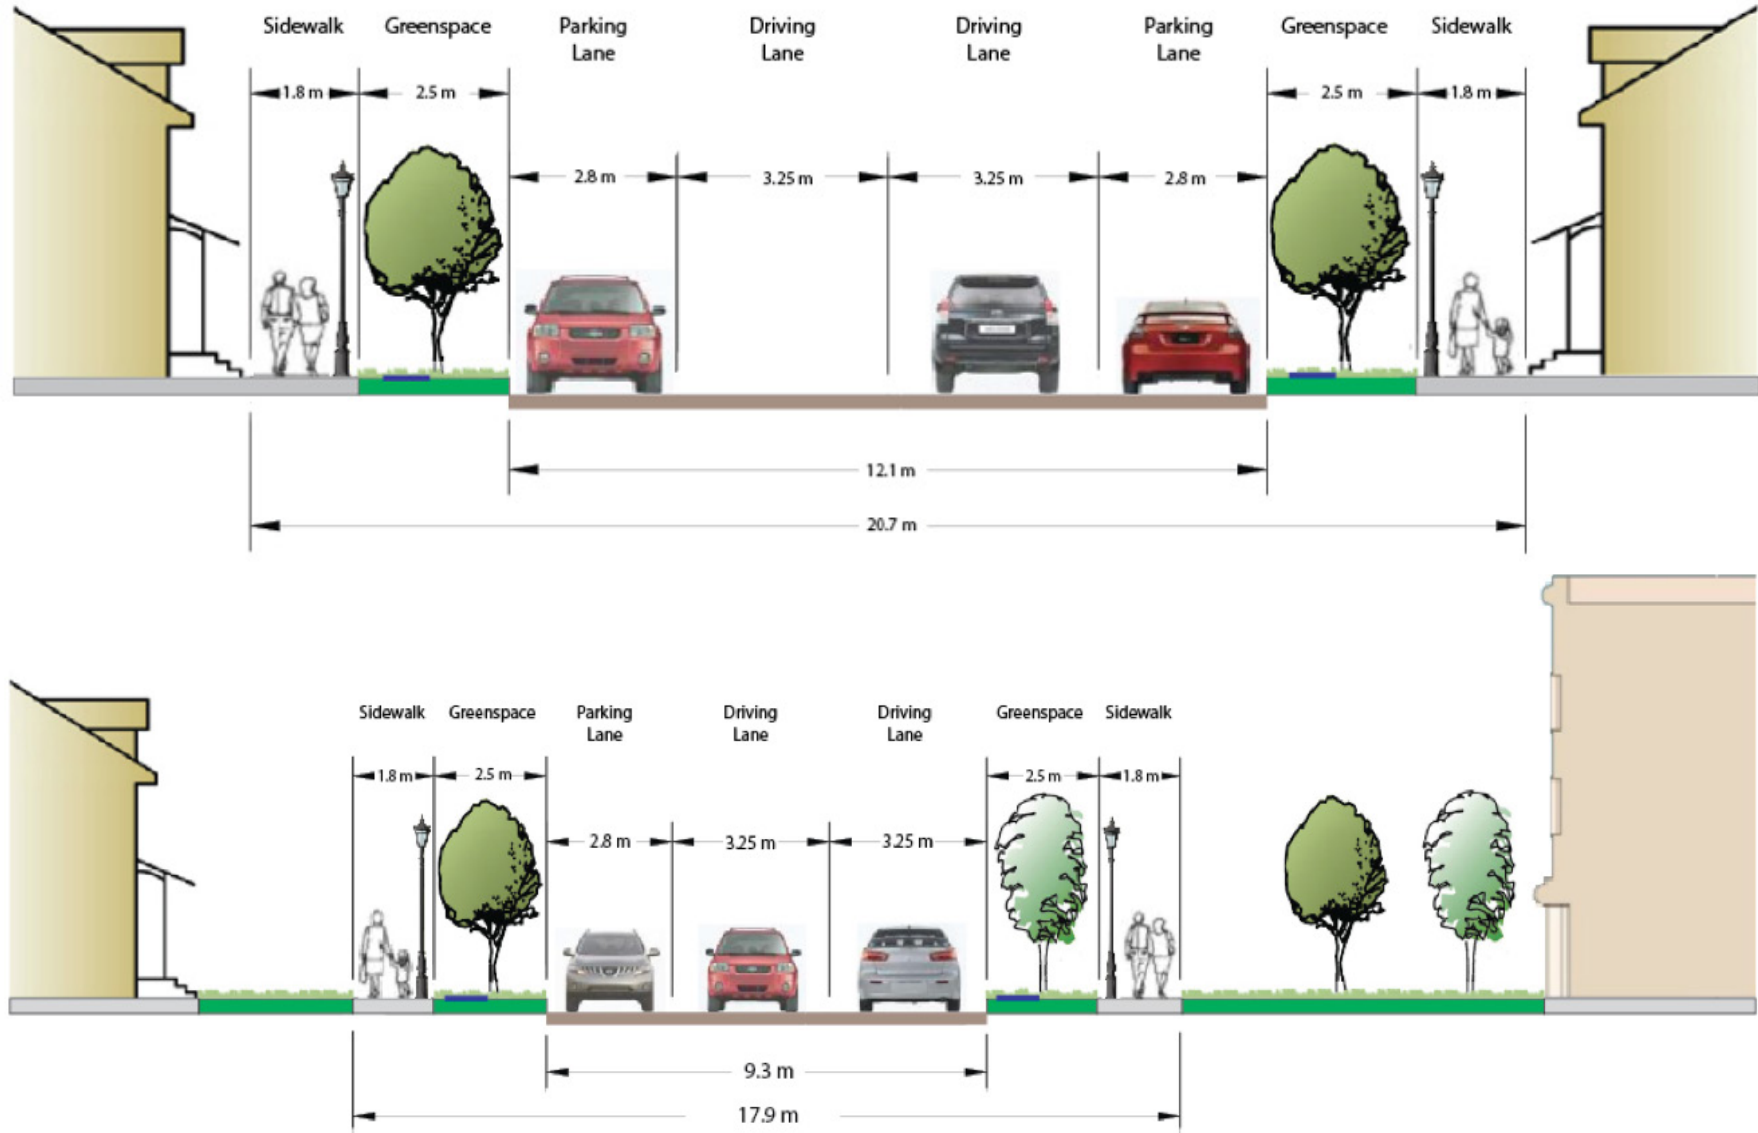 Sidewalk Greenspace Parking Driving Driving Parking Greenspace Sidewalk
Lane Lane Lane Lane
1.8 m 2.5 m 2.5 m 1.8 m
2.8 m 3.25 m 3.25 m 2.8 m
12.1 m
20.7 m
Sidewalk Greenspace Parking Driving Driving Greenspace Sidewalk
Lane Lane Lane
1.8 m 2.5 m 2.5 m 1.8 m
2.8 m 3.25 m 3.25 m
9.3 m
17.9 m